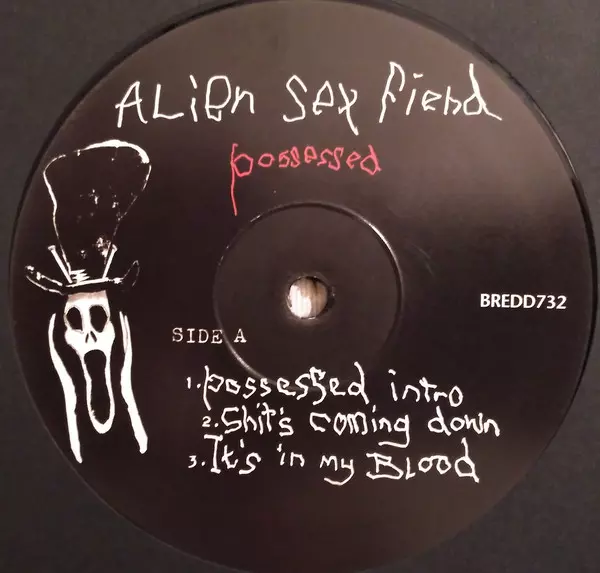 ALiEn Sex fiend
possessed
BREDD732
SIDE A
1. possessed intro
2. Shit's coming down
3. It's in my BLOOD